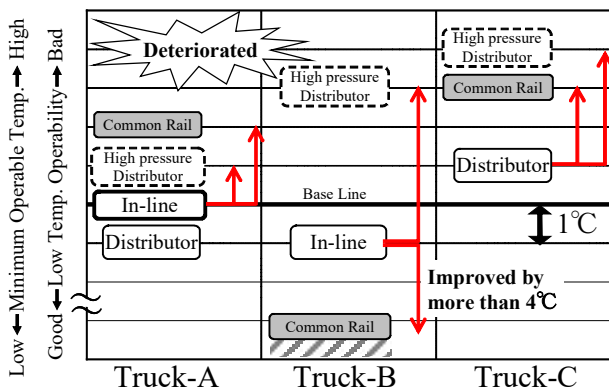 Low ← Minimum Operable Temp. → High
Good ← Low Temp. Operability → Bad
Deteriorated
High pressure
Distributor
Common Rail
High pressure
Distributor
Common Rail
High pressure
Distributor
Distributor
In-line
Base Line
Distributor
In-line
1℃
Improved by
more than 4℃
Common Rail
Truck-A
Truck-B
Truck-C